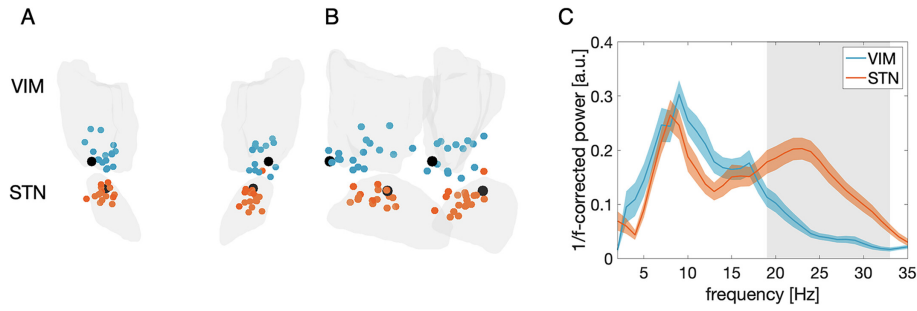 A
B
C
VIM
STN
1/f-corrected power [a.u.]
0.4
0.3
0.2
0.1
0
VIM
STN
5
10
15
20
25
30
35
frequency [Hz]